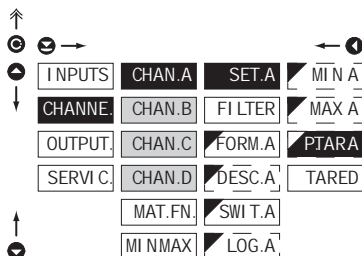 INPUTS CHAN.A SET.A MIN A
CHANNE. CHAN.B FILTER MAX A
OUTPUT. CHAN.C FORM.A P.TAR.A
SERVIC. CHAN.D DESC.A TARED
MAT.FN. SWIT.A
MINMAX LOG.A